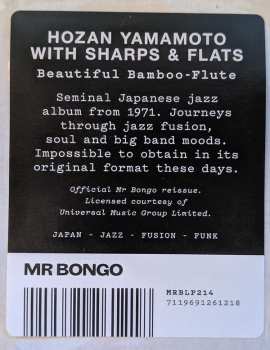 HOZAN YAMAMOTO
WITH SHARPS & FLATS
Beautiful Bamboo-Flute
Seminal Japanese jazz
album from 1971. Journeys
through jazz fusion,
soul and big band moods.
Impossible to obtain in its
original format these days.
Official Mr Bongo reissue.
Licensed courtesy of
Universal Music Group Limited.
JAPAN - JAZZ - FUSION - FUNK
MR BONGO
MRBLP214
7119691261218